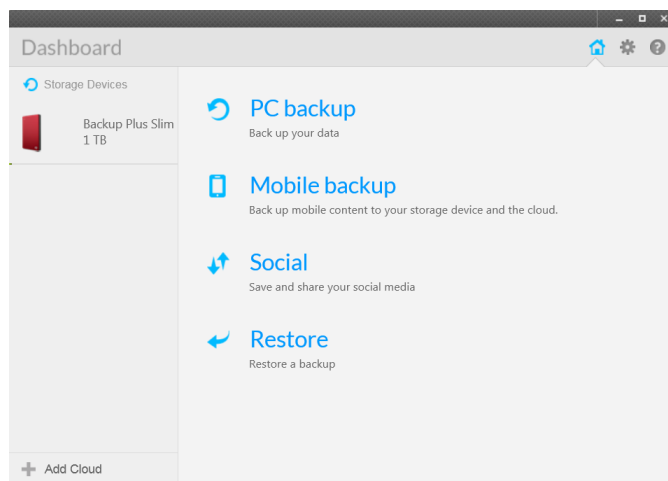 Dashboard
Storage Devices
Backup Plus Slim
1 TB
PC backup
Back up your data
Mobile backup
Back up mobile content to your storage device and the cloud.
Social
Save and share your social media
Restore
Restore a backup
Add Cloud